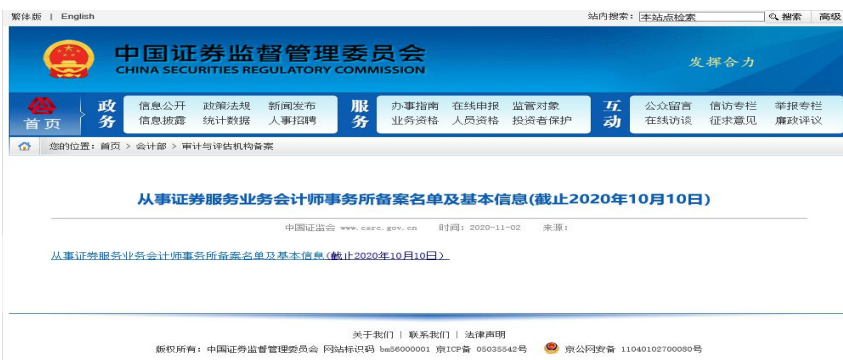 繁体版 | English
站内搜索: 本站点检索 搜索 高级
中国证券监督管理委员会
CHINA SECURITIES REGULATORY COMMISSION
发挥合力
首页
政务
信息公开 政策法规 新闻发布
信息披露 统计数据 人事招聘
服务
办事指南 在线申报 监管对象
业务资格 人员资格 投资者保护
互动
公众留言 信访专栏 举报专栏
在线访谈 征求意见 廉政评议
您的位置: 首页 > 会计部 > 审计与评估机构备案
从事证券服务业务会计师事务所备案名单及基本信息(截止2020年10月10日)
中国证监会 www.csrc.gov.cn 时间: 2020-11-02 来源:
从事证券服务业务会计师事务所备案名单及基本信息(截止2020年10月10日)
关于我们 | 联系我们 | 法律声明
版权所有: 中国证券监督管理委员会 网站标识码 bm56000001 京ICP备 05035542号 京公网安备 11040102700080号